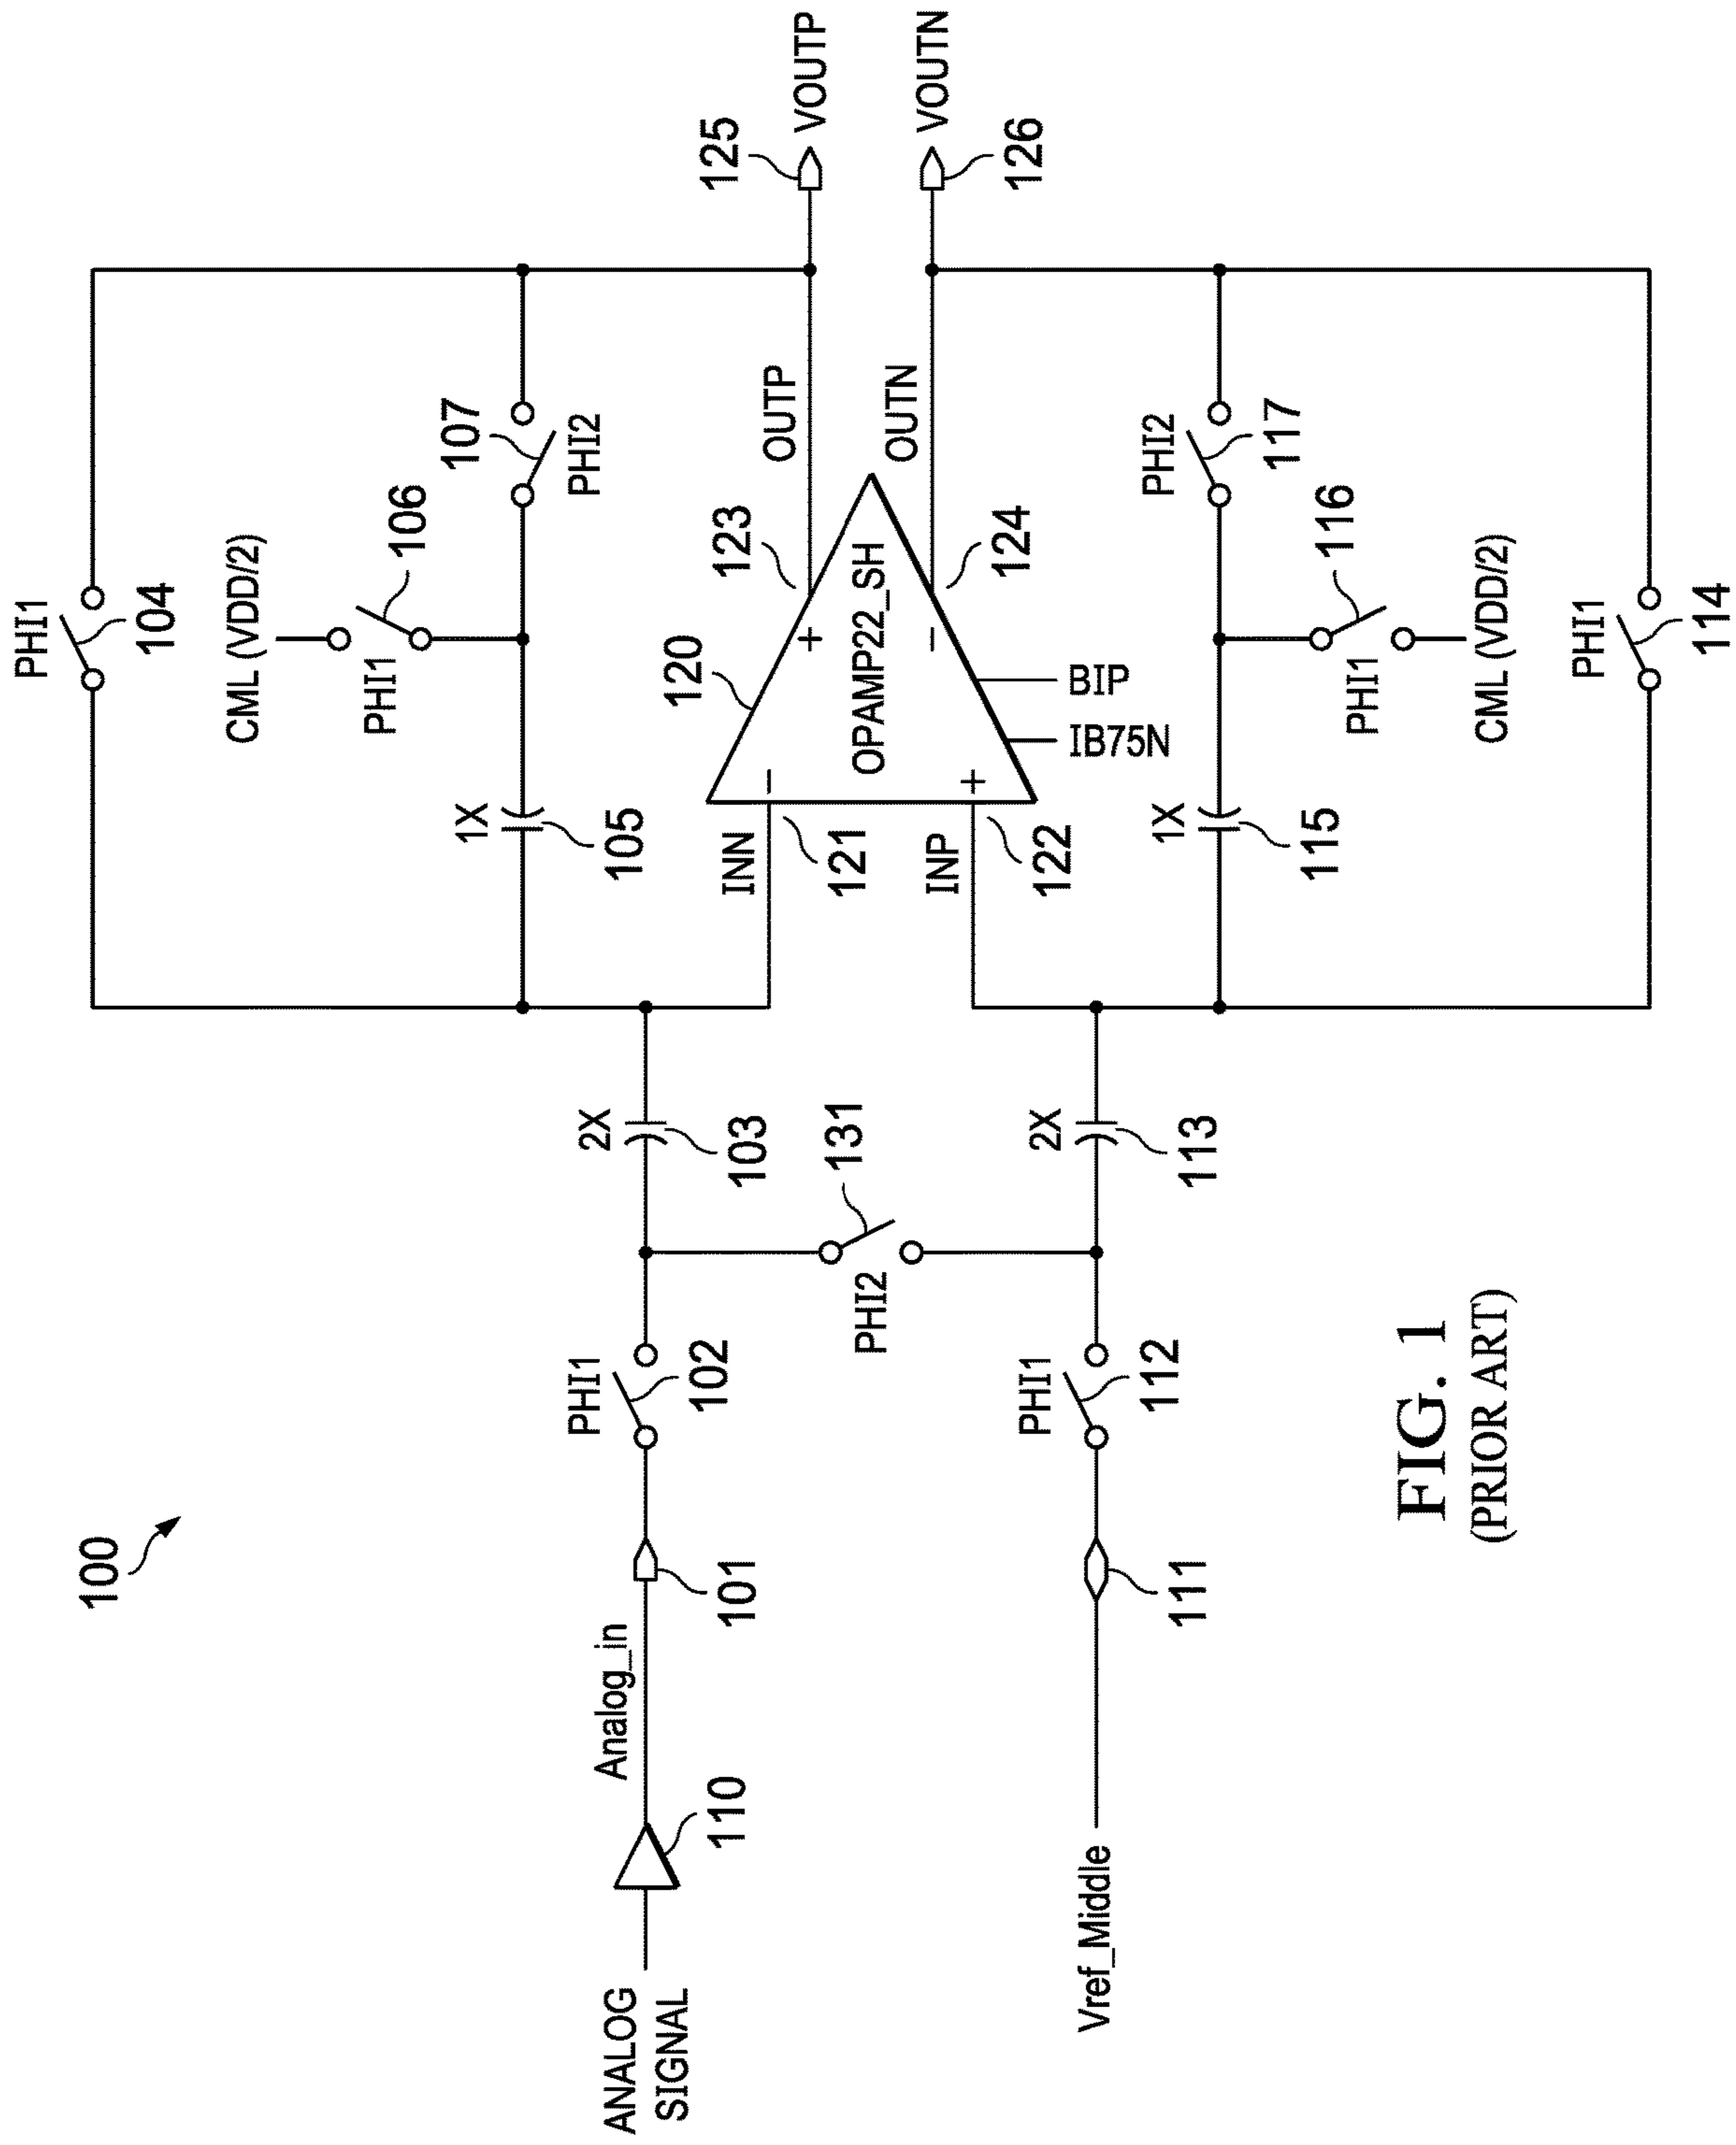 100
ANALOG
SIGNAL
110
Analog_in
101
PHI1
102
2X
103
PHI2
131
Vref_Middle
111
PHI1
112
2X
113
PHI1
104
CML (VDD/2)
PHI1
106
1X
105
107
PHI2
INN
121
INP
122
120
OPAMP22_SH
−
+
+
−
123
124
IB75N
BIP
OUTP
OUTN
125
VOUTP
126
VOUTN
1X
115
PHI2
117
116
PHI1
CML (VDD/2)
PHI1
114
FIG. 1
(PRIOR ART)